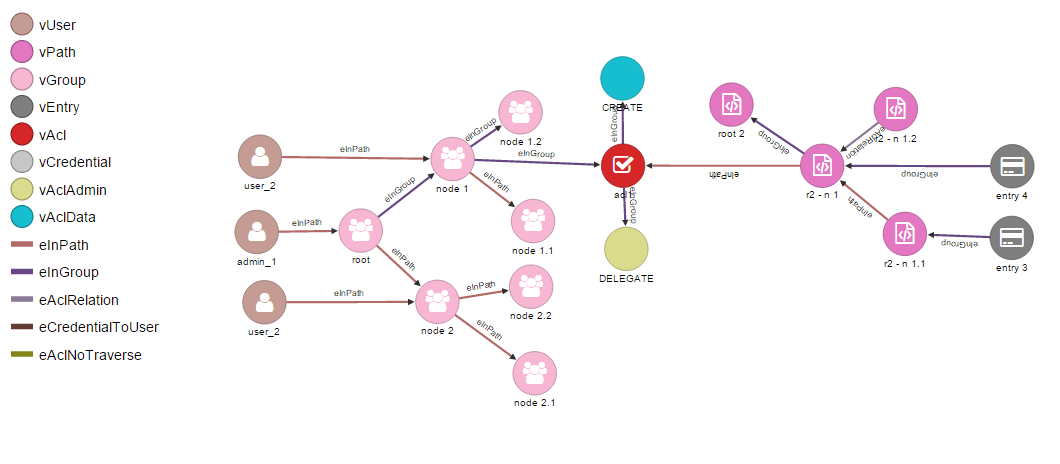 vUser
vPath
vGroup
vEntry
vAcl
vCredential
vAclAdmin
vAclData
eInPath
eInGroup
eAclRelation
eCredentialToUser
eAclNoTraverse
user_2
eInPath
node 1
eInGroup
node 1.2
eInPath
node 1.1
eInGroup
admin_1
eInPath
root
eInGroup
eInPath
user_2
eInPath
node 2
eInPath
node 2.2
eInPath
node 2.1
CREATE
eInGroup
acl1
eInGroup
DELEGATE
eInPath
root 2
eInGroup
r2 - n 1
eAclRelation
r2 - n 1.2
eInGroup
entry 4
eInPath
r2 - n 1.1
eInGroup
entry 3